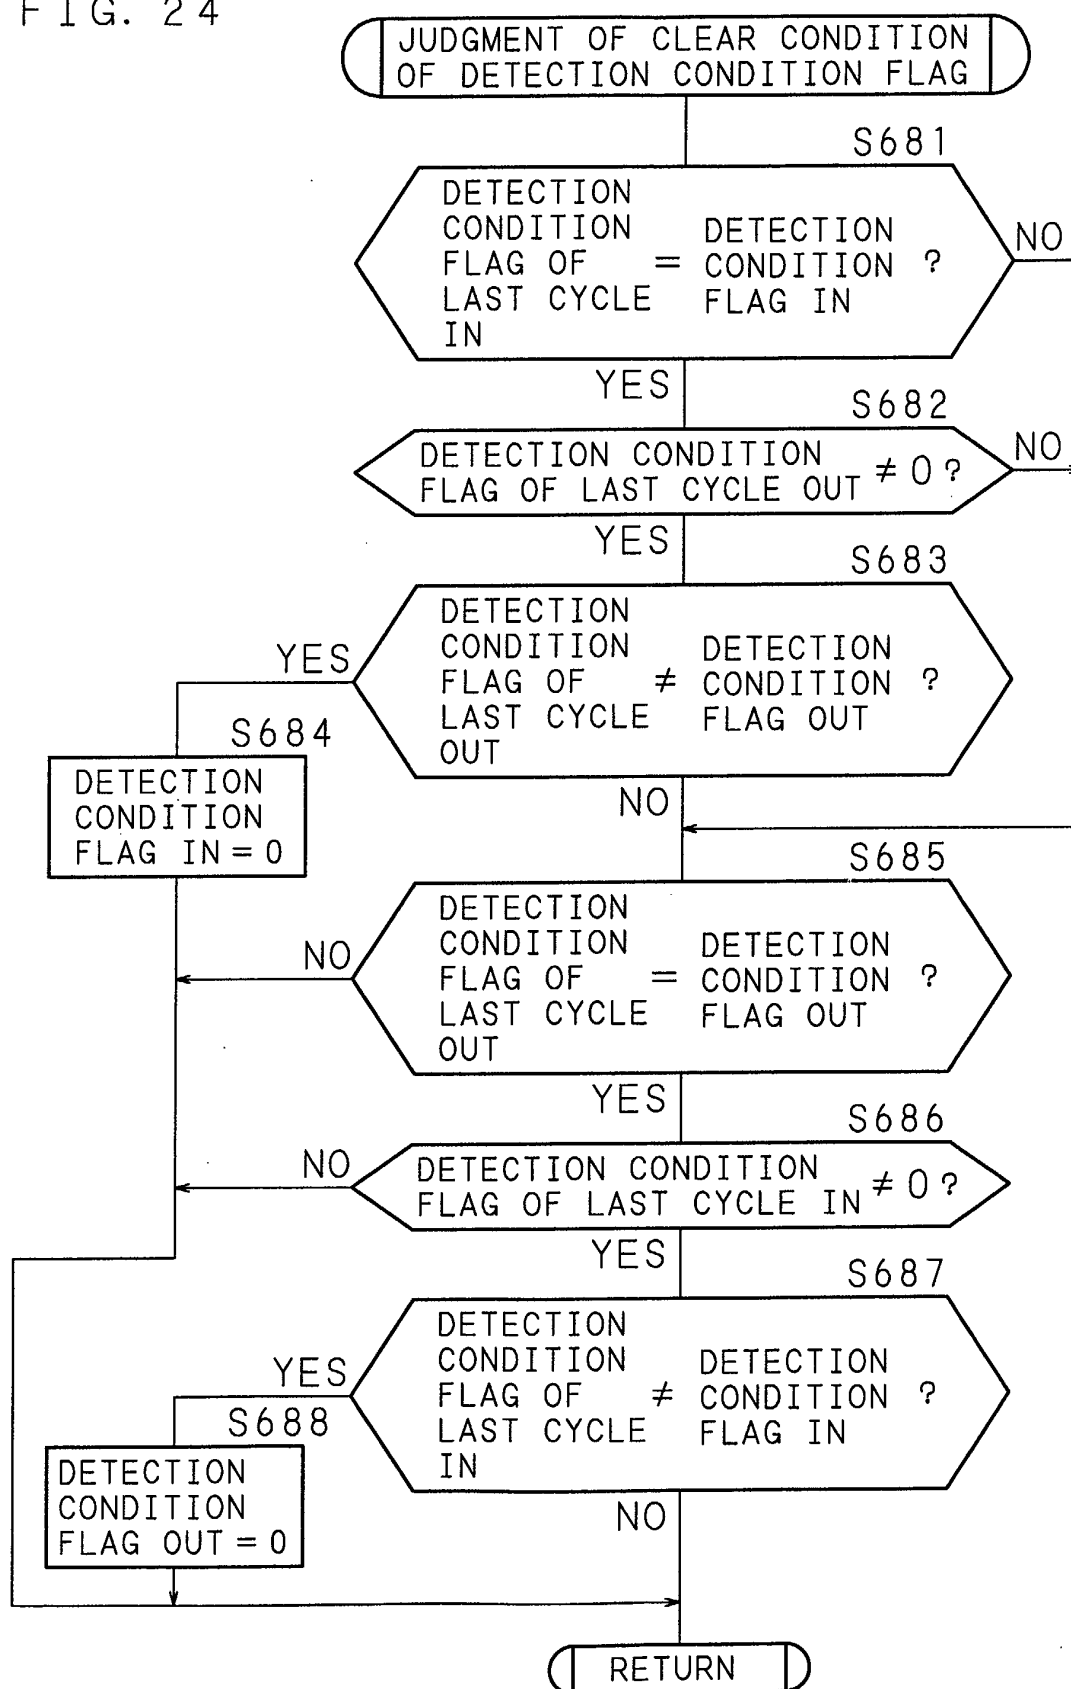 FIG. 24
JUDGMENT OF CLEAR CONDITION
OF DETECTION CONDITION FLAG
S681
DETECTION
CONDITION
FLAG OF
LAST CYCLE
IN
=
DETECTION
CONDITION
FLAG IN
?
NO
YES
S682
DETECTION CONDITION
FLAG OF LAST CYCLE OUT
≠ 0 ?
NO
YES
S683
DETECTION
CONDITION
FLAG OF
LAST CYCLE
OUT
≠
DETECTION
CONDITION
FLAG OUT
?
YES
S684
DETECTION
CONDITION
FLAG IN = 0
NO
S685
DETECTION
CONDITION
FLAG OF
LAST CYCLE
OUT
=
DETECTION
CONDITION
FLAG OUT
?
NO
YES
S686
DETECTION CONDITION
FLAG OF LAST CYCLE IN
≠ 0 ?
NO
YES
S687
DETECTION
CONDITION
FLAG OF
LAST CYCLE
IN
≠
DETECTION
CONDITION
FLAG IN
?
YES
S688
DETECTION
CONDITION
FLAG OUT = 0
NO
RETURN